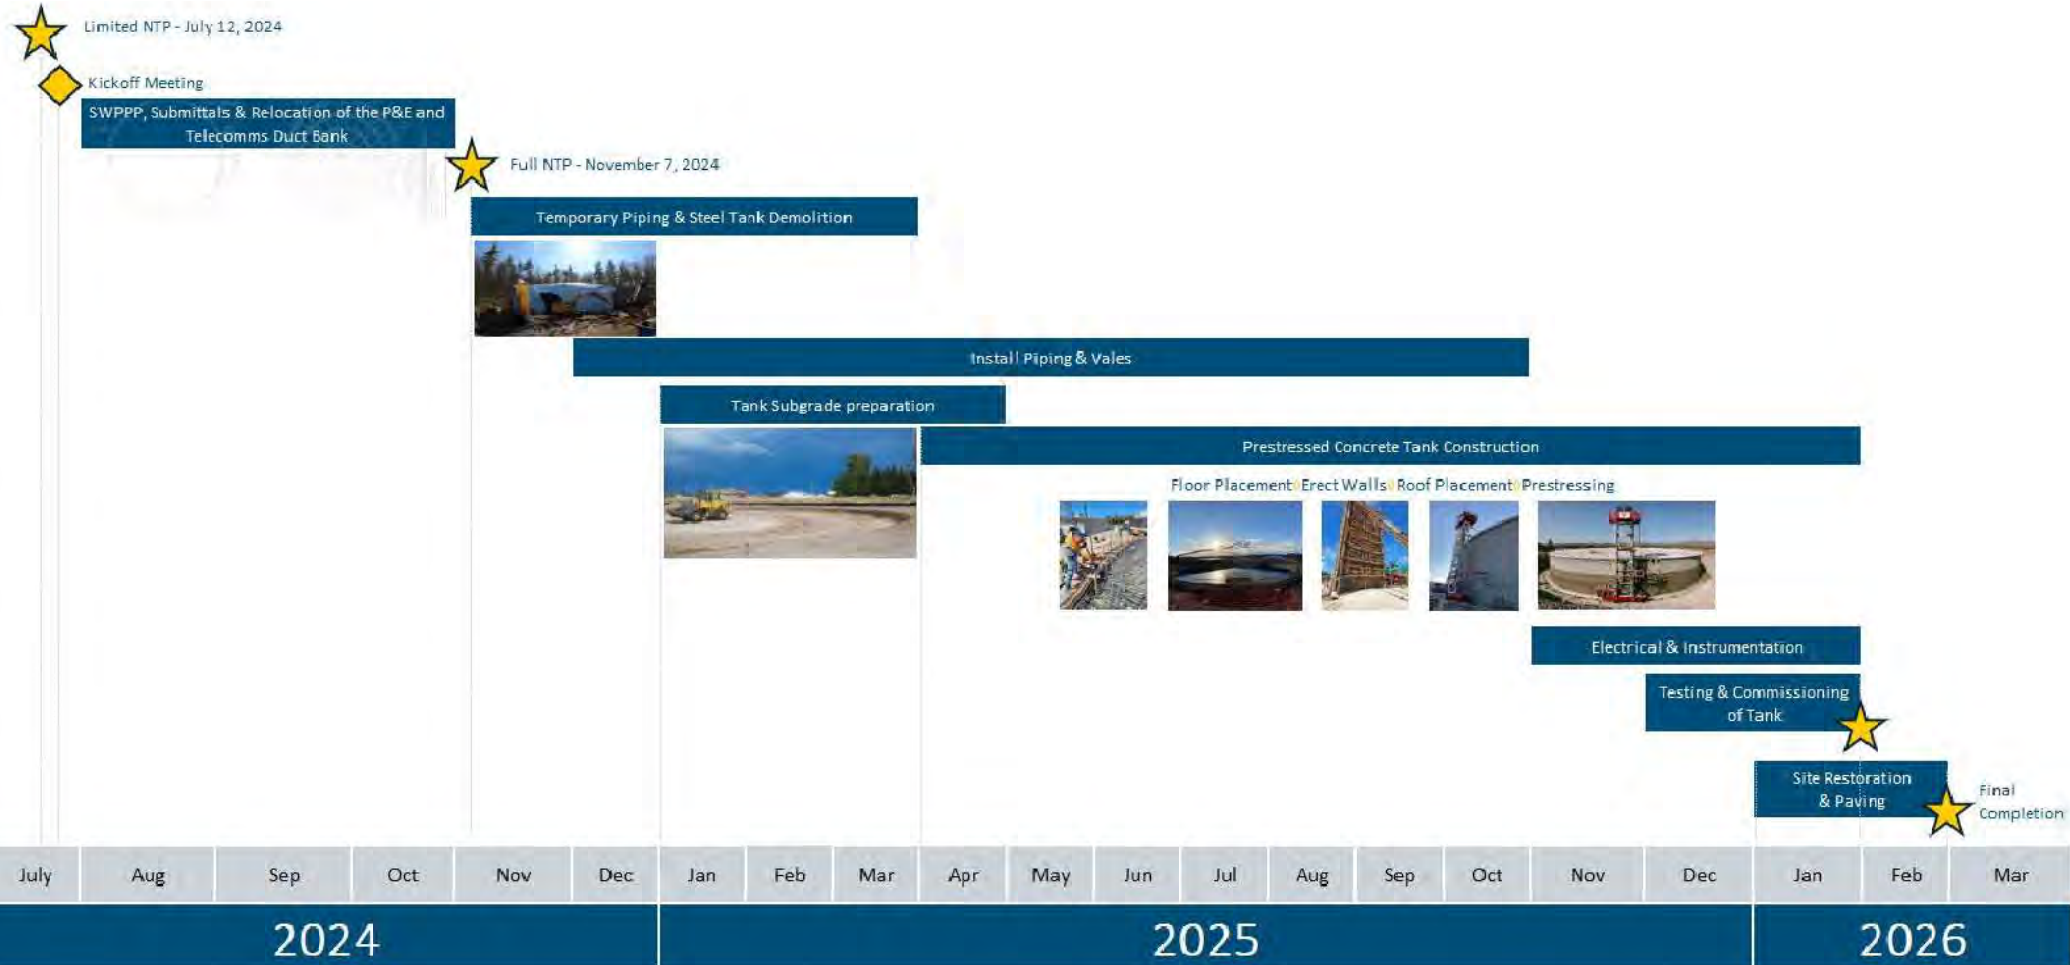 Limited NTP - July 12, 2024
Kickoff Meeting
SWPPP, Submittals & Relocation of the P&E and
Telecomms Duct Bank
Full NTP - November 7, 2024
Temporary Piping & Steel Tank Demolition
Install Piping & Vales
Tank Subgrade preparation
Prestressed Concrete Tank Construction
Floor Placement Erect Walls Roof Placement Prestressing
Electrical & Instrumentation
Testing & Commissioning
of Tank
Site Restoration
& Paving
Final
Completion
July Aug Sep Oct Nov Dec Jan Feb Mar Apr May Jun Jul Aug Sep Oct Nov Dec Jan Feb Mar
2024 2025 2026